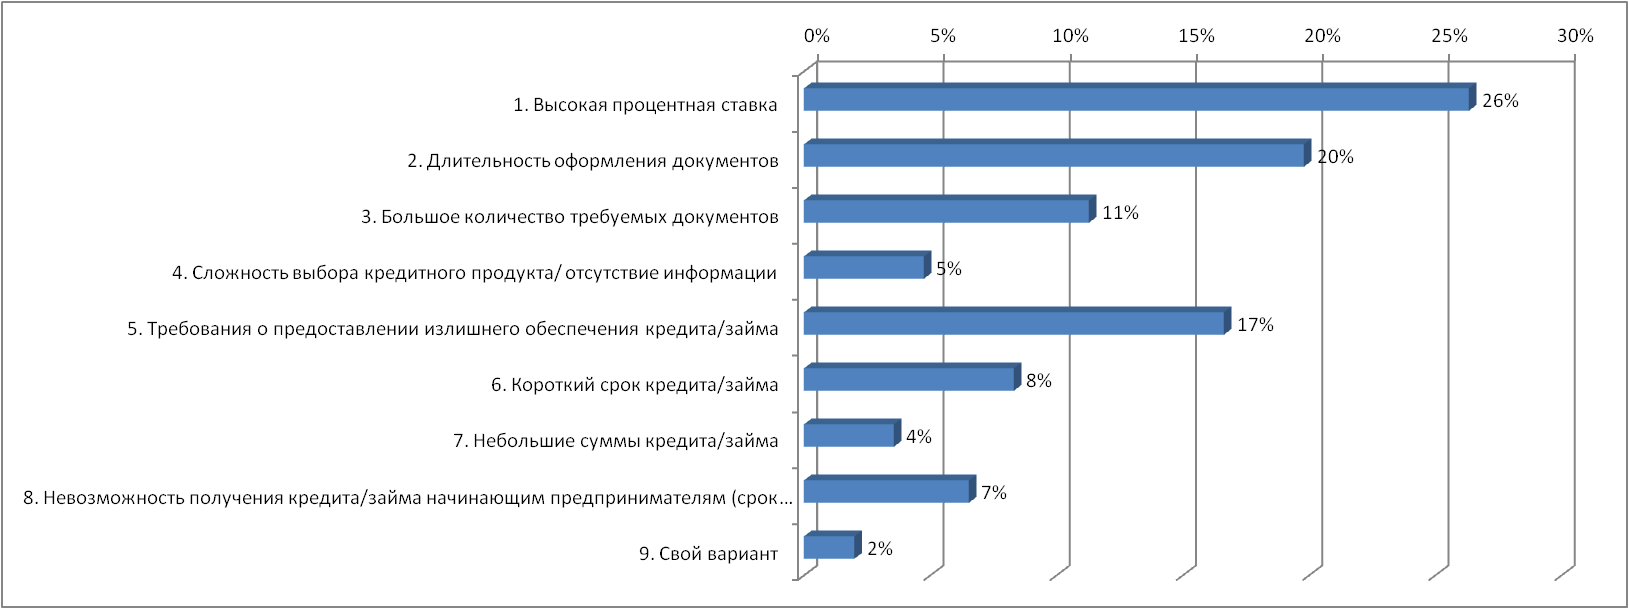 0% 5% 10% 15% 20% 25% 30%
1. Высокая процентная ставка 26%
2. Длительность оформления документов 20%
3. Большое количество требуемых документов 11%
4. Сложность выбора кредитного продукта/ отсутствие информации 5%
5. Требования о предоставлении излишнего обеспечения кредита/займа 17%
6. Короткий срок кредита/займа 8%
7. Небольшие суммы кредита/займа 4%
8. Невозможность получения кредита/займа начинающим предпринимателям (срок... 7%
9. Свой вариант 2%